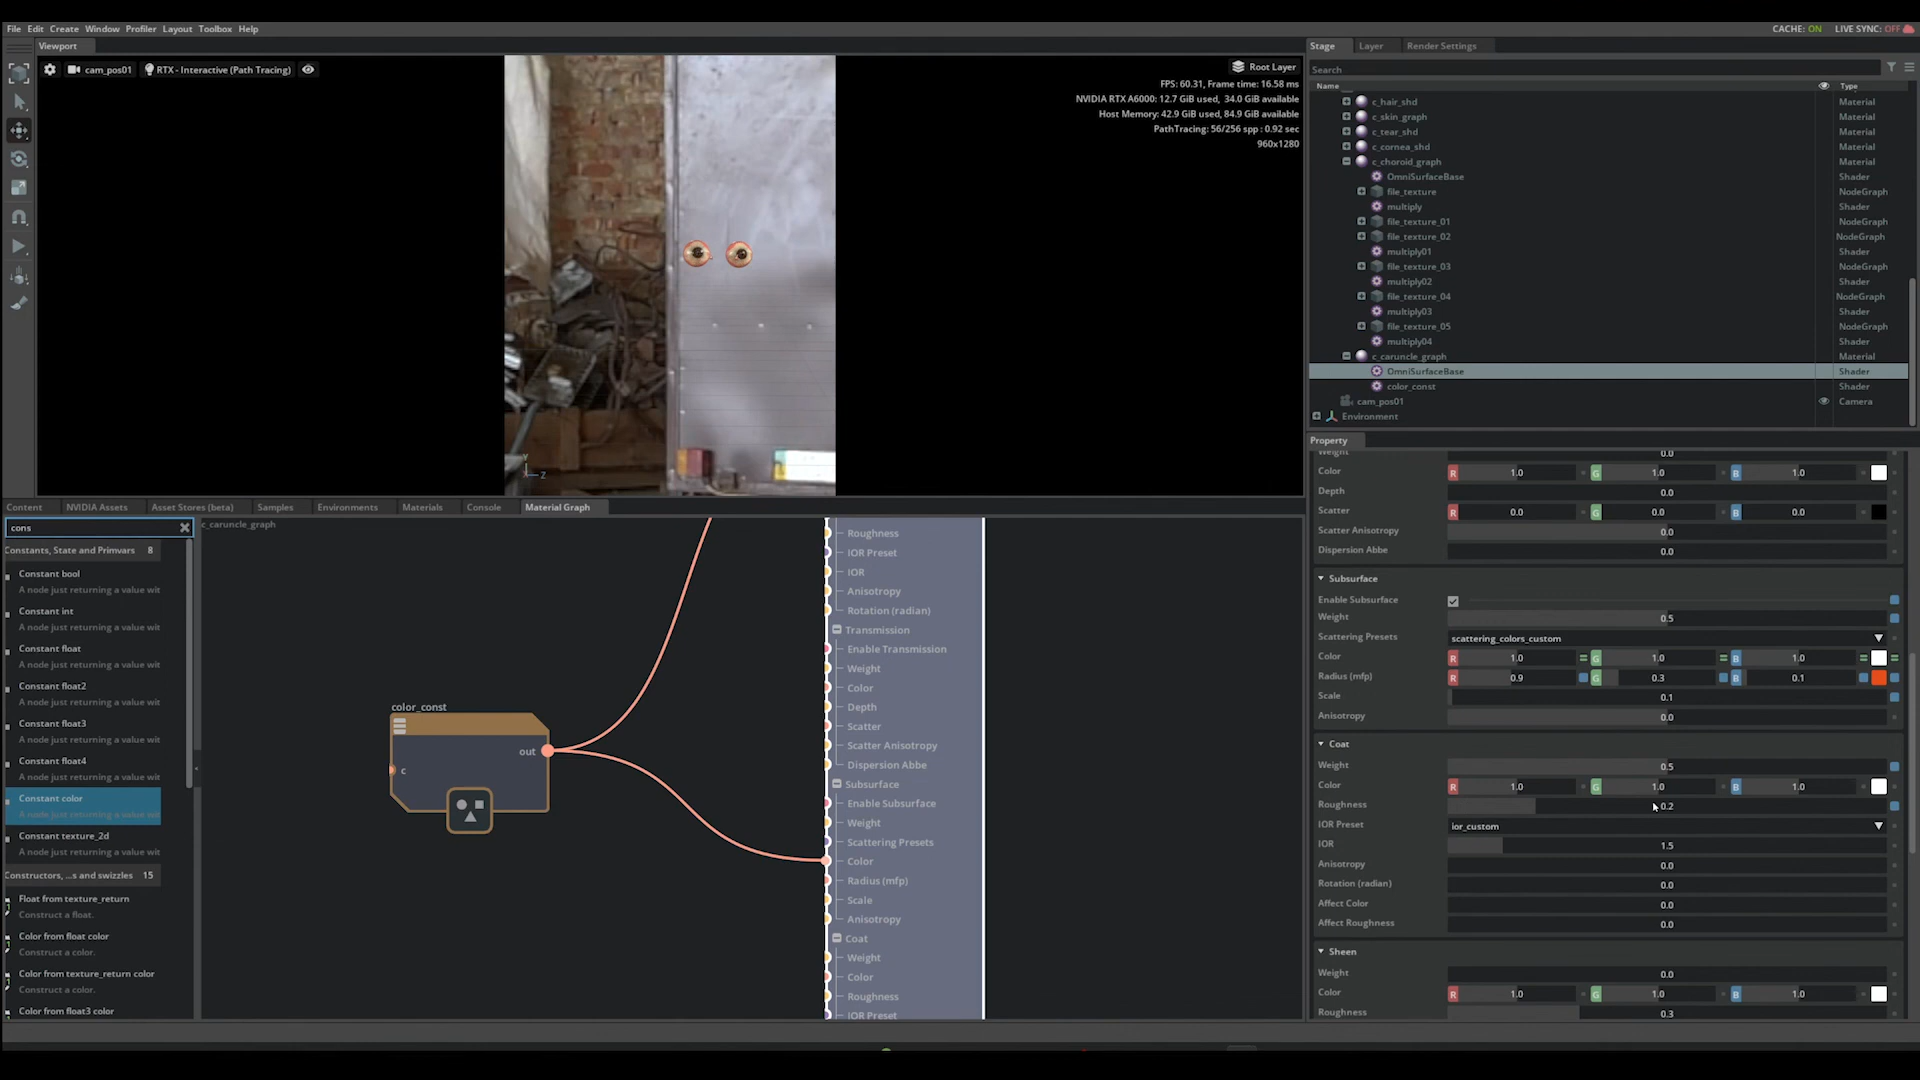 File Edit Create Window Profiler Layout Toolbox Help
CACHE: ON LIVE SYNC: OFF
Viewport
cam_pos01 RTX - Interactive (Path Tracing)
Root Layer
FPS: 60.31, Frame time: 16.58 ms
NVIDIA RTX A6000: 12.7 GiB used, 34.0 GiB available
Host Memory: 42.9 GiB used, 84.9 GiB available
PathTracing: 56/256 spp : 0.92 sec
960x1280
Y
Z
Stage Layer Render Settings
Search
Name Type
c_hair_shd Material
c_skin_graph Material
c_tear_shd Material
c_cornea_shd Material
c_choroid_graph Material
OmniSurfaceBase Shader
file_texture NodeGraph
multiply Shader
file_texture_01 NodeGraph
file_texture_02 NodeGraph
multiply01 Shader
file_texture_03 NodeGraph
multiply02 Shader
file_texture_04 NodeGraph
multiply03 Shader
file_texture_05 NodeGraph
multiply04 Shader
c_caruncle_graph Material
OmniSurfaceBase Shader
color_const Shader
cam_pos01 Camera
Environment
Property
Weight 0.0
Color R 1.0 G 1.0 B 1.0
Depth 0.0
Scatter R 0.0 G 0.0 B 0.0
Scatter Anisotropy 0.0
Dispersion Abbe 0.0
Subsurface
Enable Subsurface
Weight 0.5
Scattering Presets scattering_colors_custom
Color R 1.0 G 1.0 B 1.0
Radius (mfp) R 0.9 G 0.3 B 0.1
Scale 0.1
Anisotropy 0.0
Coat
Weight 0.5
Color R 1.0 G 1.0 B 1.0
Roughness 0.2
IOR Preset ior_custom
IOR 1.5
Anisotropy 0.0
Rotation (radian) 0.0
Affect Color 0.0
Affect Roughness 0.0
Sheen
Weight 0.0
Color R 1.0 G 1.0 B 1.0
Roughness 0.3
Content NVIDIA Assets Asset Stores (beta) Samples Environments Materials Console Material Graph
cons
c_caruncle_graph
Constants, State and Primvars 8
Constant bool
A node just returning a value wit
Constant int
A node just returning a value wit
Constant float
A node just returning a value wit
Constant float2
A node just returning a value wit
Constant float3
A node just returning a value wit
Constant float4
A node just returning a value wit
Constant color
A node just returning a value wit
Constant texture_2d
A node just returning a value wit
Constructors, ...s and swizzles 15
Float from texture_return
Construct a float.
Color from float color
Construct a color.
Color from texture_return color
Construct a color.
Color from float3 color
color_const
out
c
Roughness
IOR Preset
IOR
Anisotropy
Rotation (radian)
Transmission
Enable Transmission
Weight
Color
Depth
Scatter
Scatter Anisotropy
Dispersion Abbe
Subsurface
Enable Subsurface
Weight
Scattering Presets
Color
Radius (mfp)
Scale
Anisotropy
Coat
Weight
Color
Roughness
IOR Preset